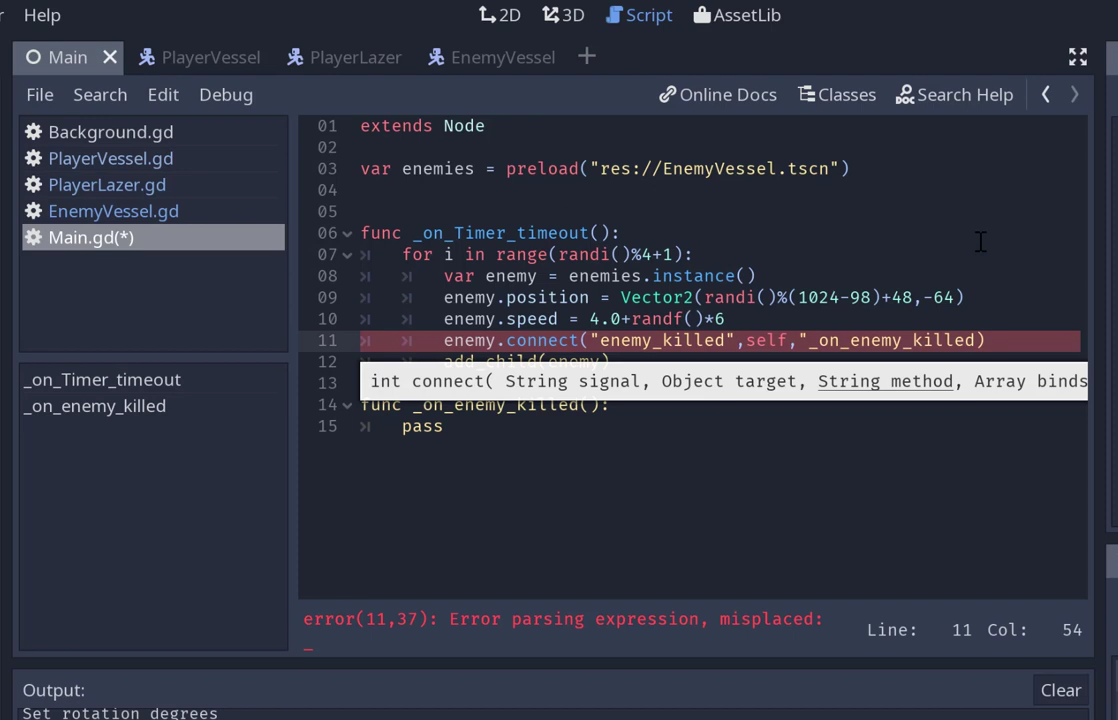 Help
2D 3D Script AssetLib
Main PlayerVessel PlayerLazer EnemyVessel
File Search Edit Debug Online Docs Classes Search Help
Background.gd
PlayerVessel.gd
PlayerLazer.gd
EnemyVessel.gd
Main.gd(*)
_on_Timer_timeout
_on_enemy_killed
01 extends Node
02
03 var enemies = preload("res://EnemyVessel.tscn")
04
05
06 func _on_Timer_timeout():
07 for i in range(randi()%4+1):
08 var enemy = enemies.instance()
09 enemy.position = Vector2(randi()%(1024-98)+48,-64)
10 enemy.speed = 4.0+randf()*6
11 enemy.connect("enemy_killed",self,"_on_enemy_killed)
12 add_child(enemy)
int connect( String signal, Object target, String method, Array binds
13
14 func _on_enemy_killed():
15 pass
error(11,37): Error parsing expression, misplaced:
_
Line: 11 Col: 54
Output: Clear
Set rotation degrees